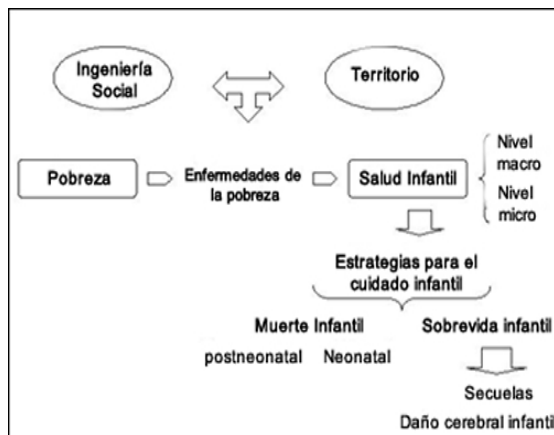 Ingeniería
Social
Territorio
Pobreza
Enfermedades de
la pobreza
Salud Infantil
Nivel
macro
Nivel
micro
Estrategias para el
cuidado infantil
Muerte Infantil
Sobrevida infantil
postneonatal
Neonatal
Secuelas
Daño cerebral infantil